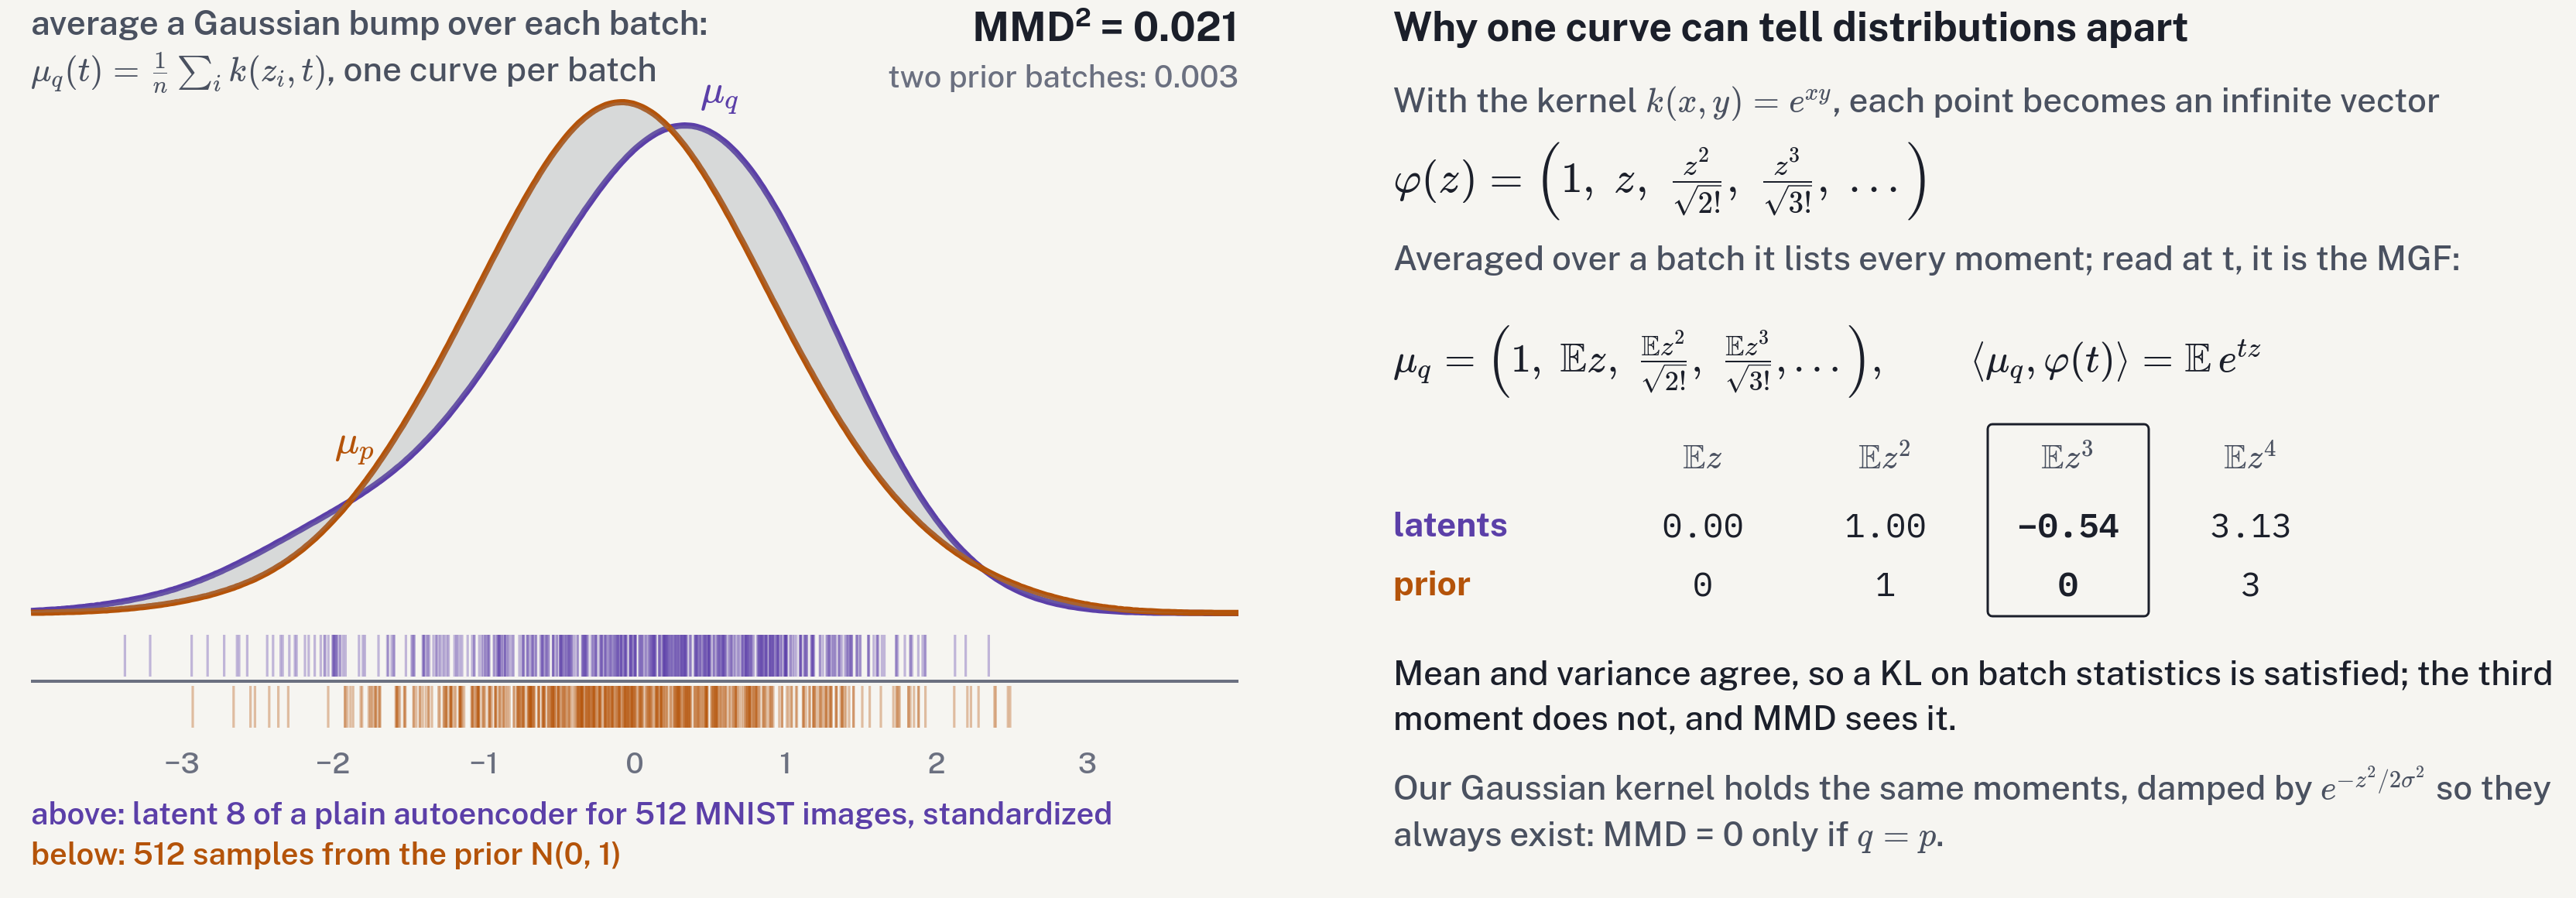 average a Gaussian bump over each batch:
μ_q(t) = 1/n ∑_i k(z_i, t), one curve per batch
MMD² = 0.021
two prior batches: 0.003
μ_q
μ_p
−3 −2 −1 0 1 2 3
above: latent 8 of a plain autoencoder for 512 MNIST images, standardized
below: 512 samples from the prior N(0, 1)
Why one curve can tell distributions apart
With the kernel k(x, y) = e^{xy}, each point becomes an infinite vector
φ(z) = (1, z, z²/√2!, z³/√3!, …)
Averaged over a batch it lists every moment; read at t, it is the MGF:
μ_q = (1, 𝔼z, 𝔼z²/√2!, 𝔼z³/√3!, …), ⟨μ_q, φ(t)⟩ = 𝔼 e^{tz}
𝔼z 𝔼z² 𝔼z³ 𝔼z⁴
latents 0.00 1.00 −0.54 3.13
prior 0 1 0 3
Mean and variance agree, so a KL on batch statistics is satisfied; the third
moment does not, and MMD sees it.
Our Gaussian kernel holds the same moments, damped by e^{−z²/2σ²} so they
always exist: MMD = 0 only if q = p.